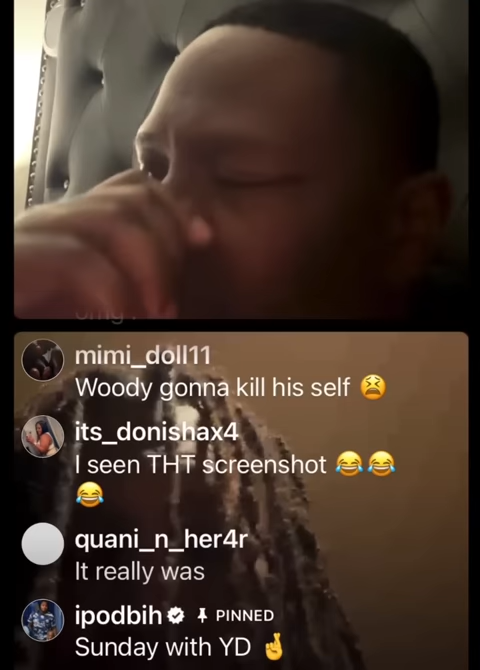 mimi_doll11
Woody gonna kill his self 😫
its_donishax4
I seen THT screenshot 😂😂
😂
quani_n_her4r
It really was
ipodbih PINNED
Sunday with YD 🤞